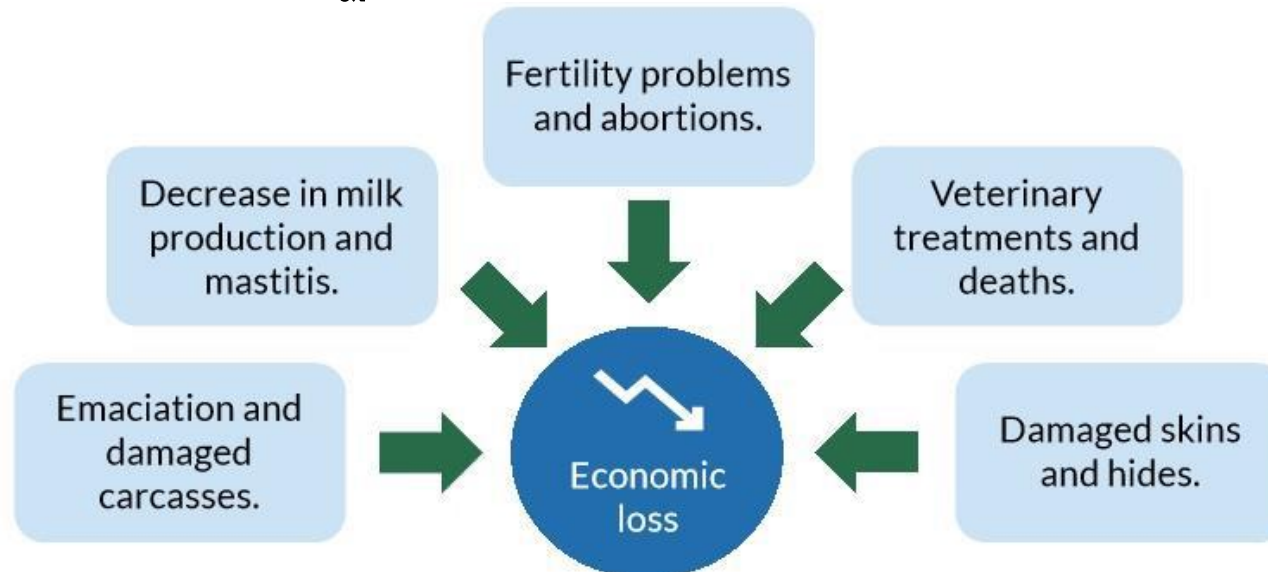 Fertility problems
and abortions.
Decrease in milk
production and
mastitis.
Veterinary
treatments and
deaths.
Emaciation and
damaged
carcasses.
Damaged skins
and hides.
Economic
loss